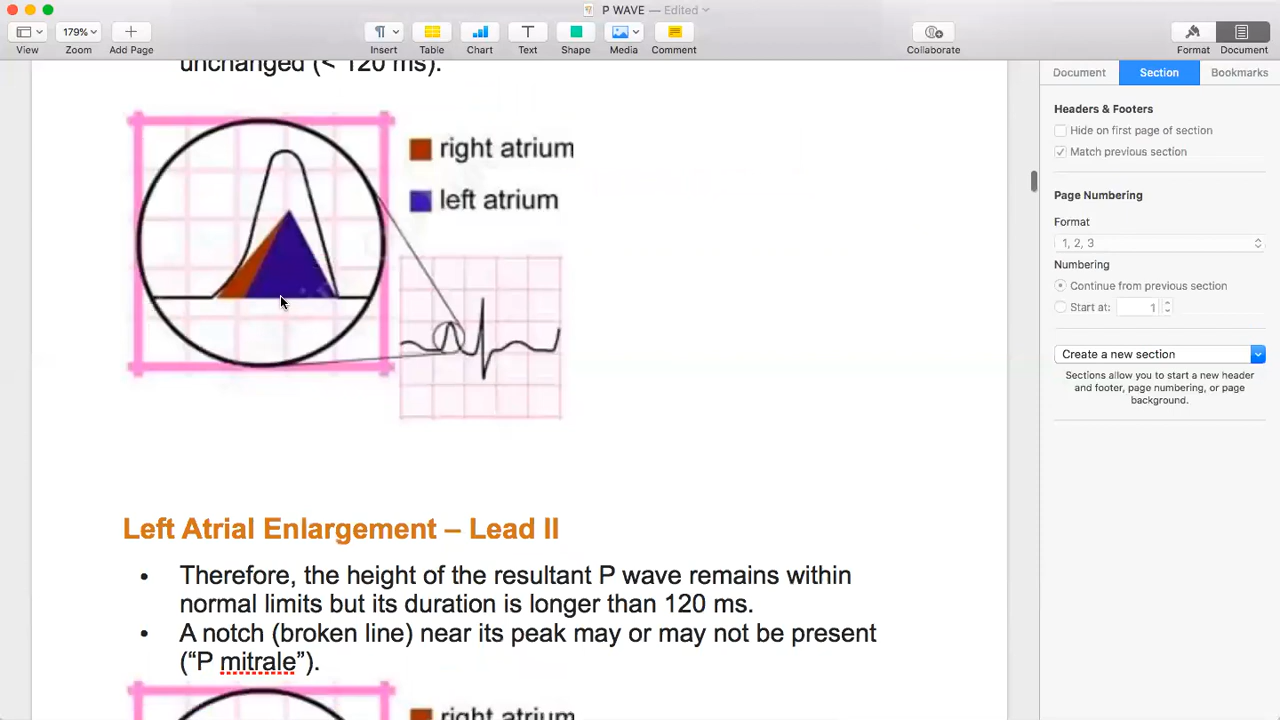 P WAVE — Edited
View
179%
Zoom
Add Page
Insert
Table
Chart
Text
Shape
Media
Comment
Collaborate
Format
Document
unchanged (< 120 ms).
right atrium
left atrium
Left Atrial Enlargement – Lead II
• Therefore, the height of the resultant P wave remains within
normal limits but its duration is longer than 120 ms.
• A notch (broken line) near its peak may or may not be present
(“P mitrale”).
right atrium
Document
Section
Bookmarks
Headers & Footers
Hide on first page of section
Match previous section
Page Numbering
Format
1, 2, 3
Numbering
Continue from previous section
Start at:
1
Create a new section
Sections allow you to start a new header
and footer, page numbering, or page
background.